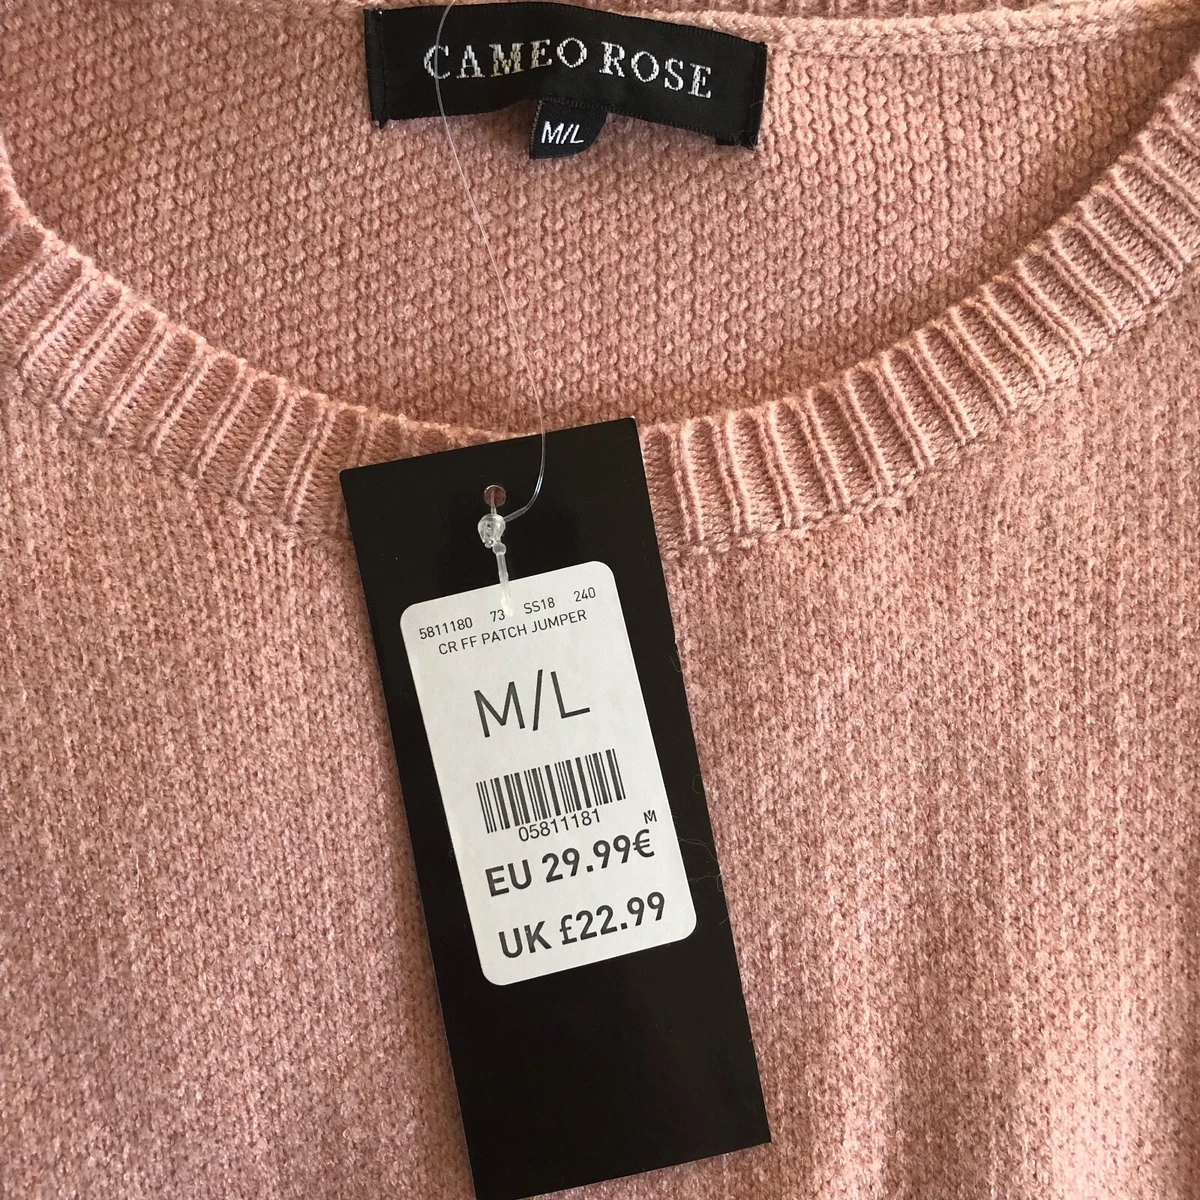 CAMEO ROSE
M/L
5811180 73 SS18 240
CR FF PATCH JUMPER
M/L
05811181 M
EU 29.99€
UK £22.99